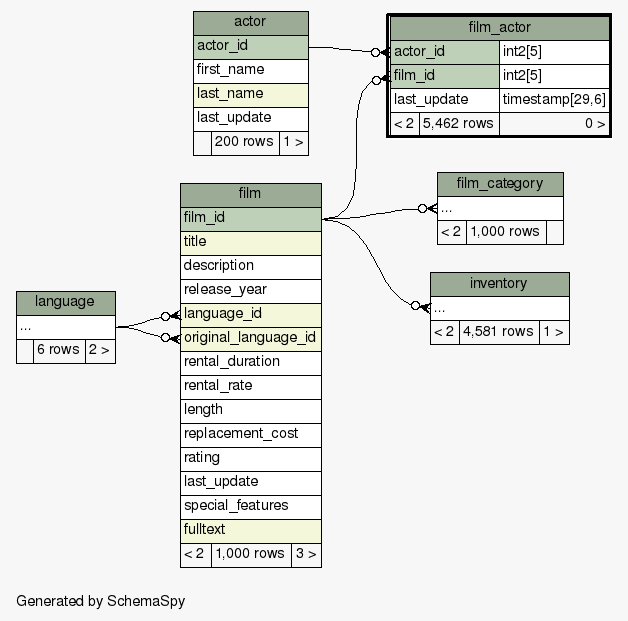 actor
actor_id
first_name
last_name
last_update
200 rows 1 >
film_actor
actor_id int2[5]
film_id int2[5]
last_update timestamp[29,6]
< 2 5,462 rows 0 >
film
film_id
title
description
release_year
language_id
original_language_id
rental_duration
rental_rate
length
replacement_cost
rating
last_update
special_features
fulltext
< 2 1,000 rows 3 >
film_category
...
< 2 1,000 rows
inventory
...
< 2 4,581 rows 1 >
language
...
6 rows 2 >
Generated by SchemaSpy